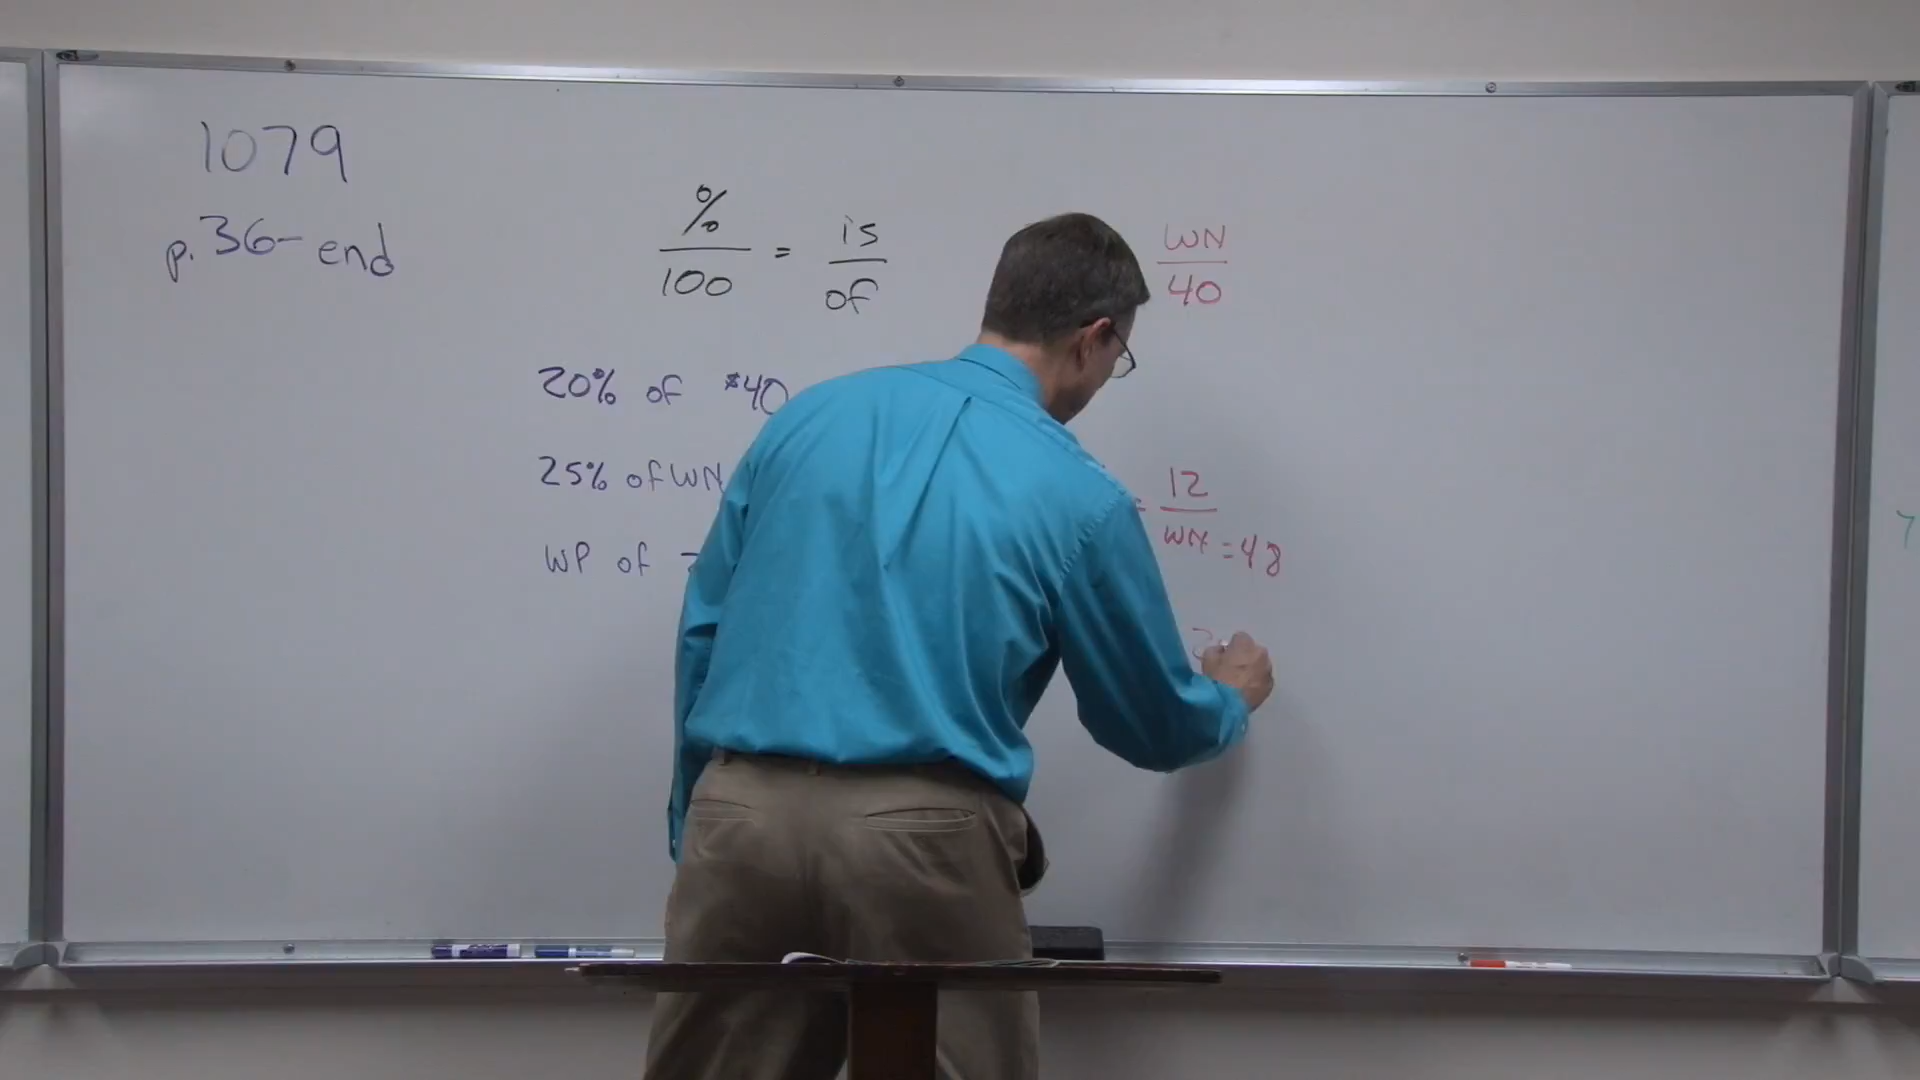 1079
p. 36- end
% / 100 = is / of
WN / 40
20% of $40
25% of WN
= 12 / WN = 48
WP of